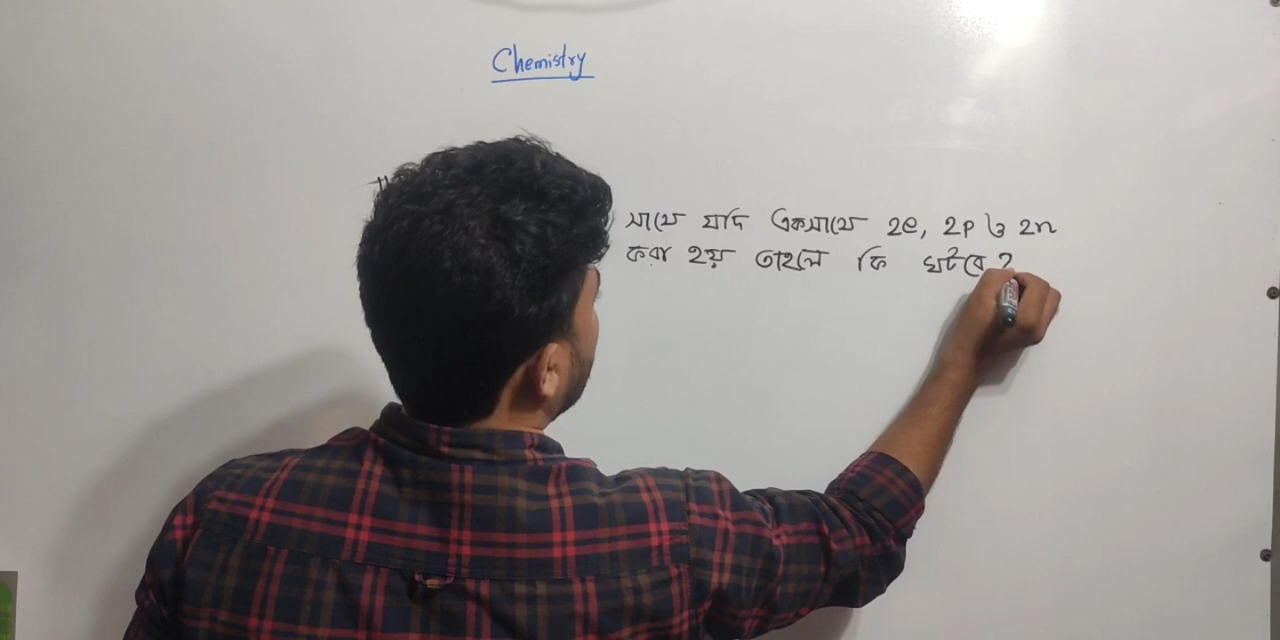 Chemistry
সাথে যদি একসাথে 2e, 2p ও 2n
করা হয় তাহলে কি ঘটবে ?